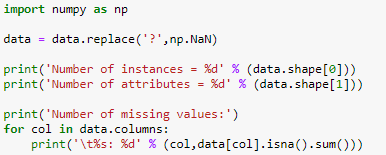 import numpy as np
data = data.replace('?',np.NaN)
print('Number of instances = %d' % (data.shape[0]))
print('Number of attributes = %d' % (data.shape[1]))
print('Number of missing values:')
for col in data.columns:
    print('\t%s: %d' % (col,data[col].isna().sum()))